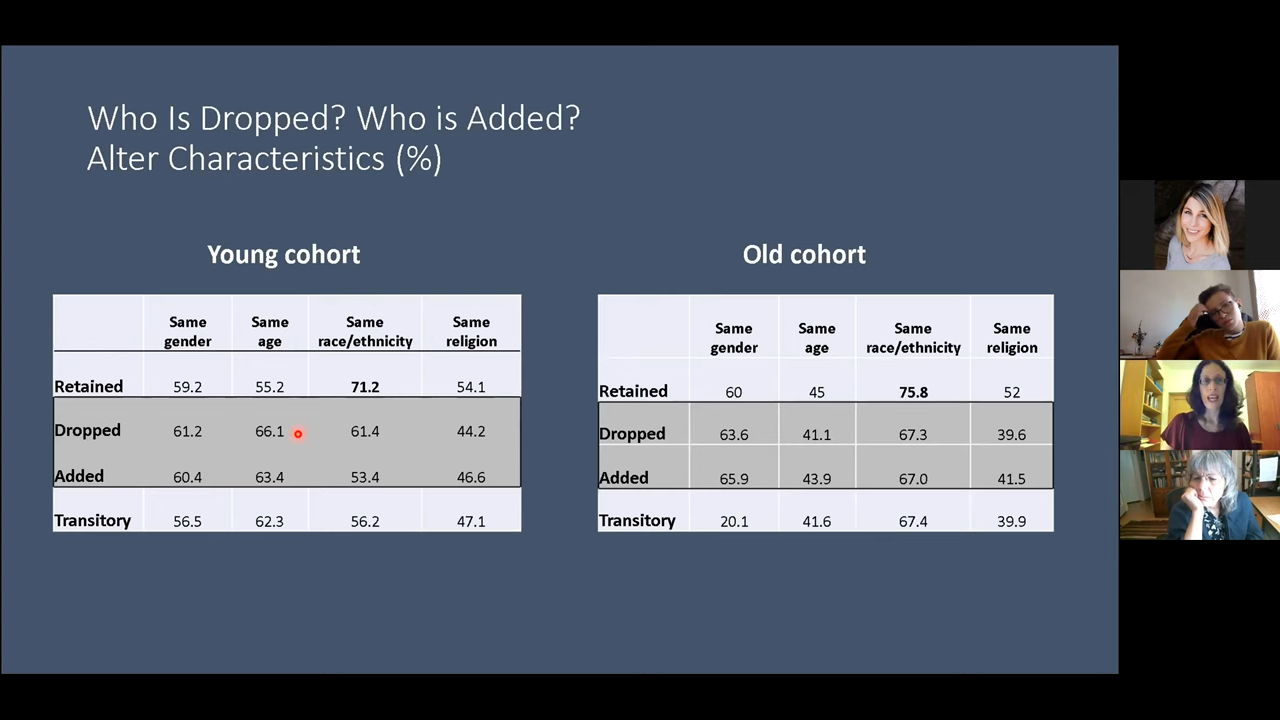 Who Is Dropped? Who is Added?
Alter Characteristics (%)
Young cohort
Same gender Same age Same race/ethnicity Same religion
Retained 59.2 55.2 71.2 54.1
Dropped 61.2 66.1 61.4 44.2
Added 60.4 63.4 53.4 46.6
Transitory 56.5 62.3 56.2 47.1
Old cohort
Same gender Same age Same race/ethnicity Same religion
Retained 60 45 75.8 52
Dropped 63.6 41.1 67.3 39.6
Added 65.9 43.9 67.0 41.5
Transitory 20.1 41.6 67.4 39.9